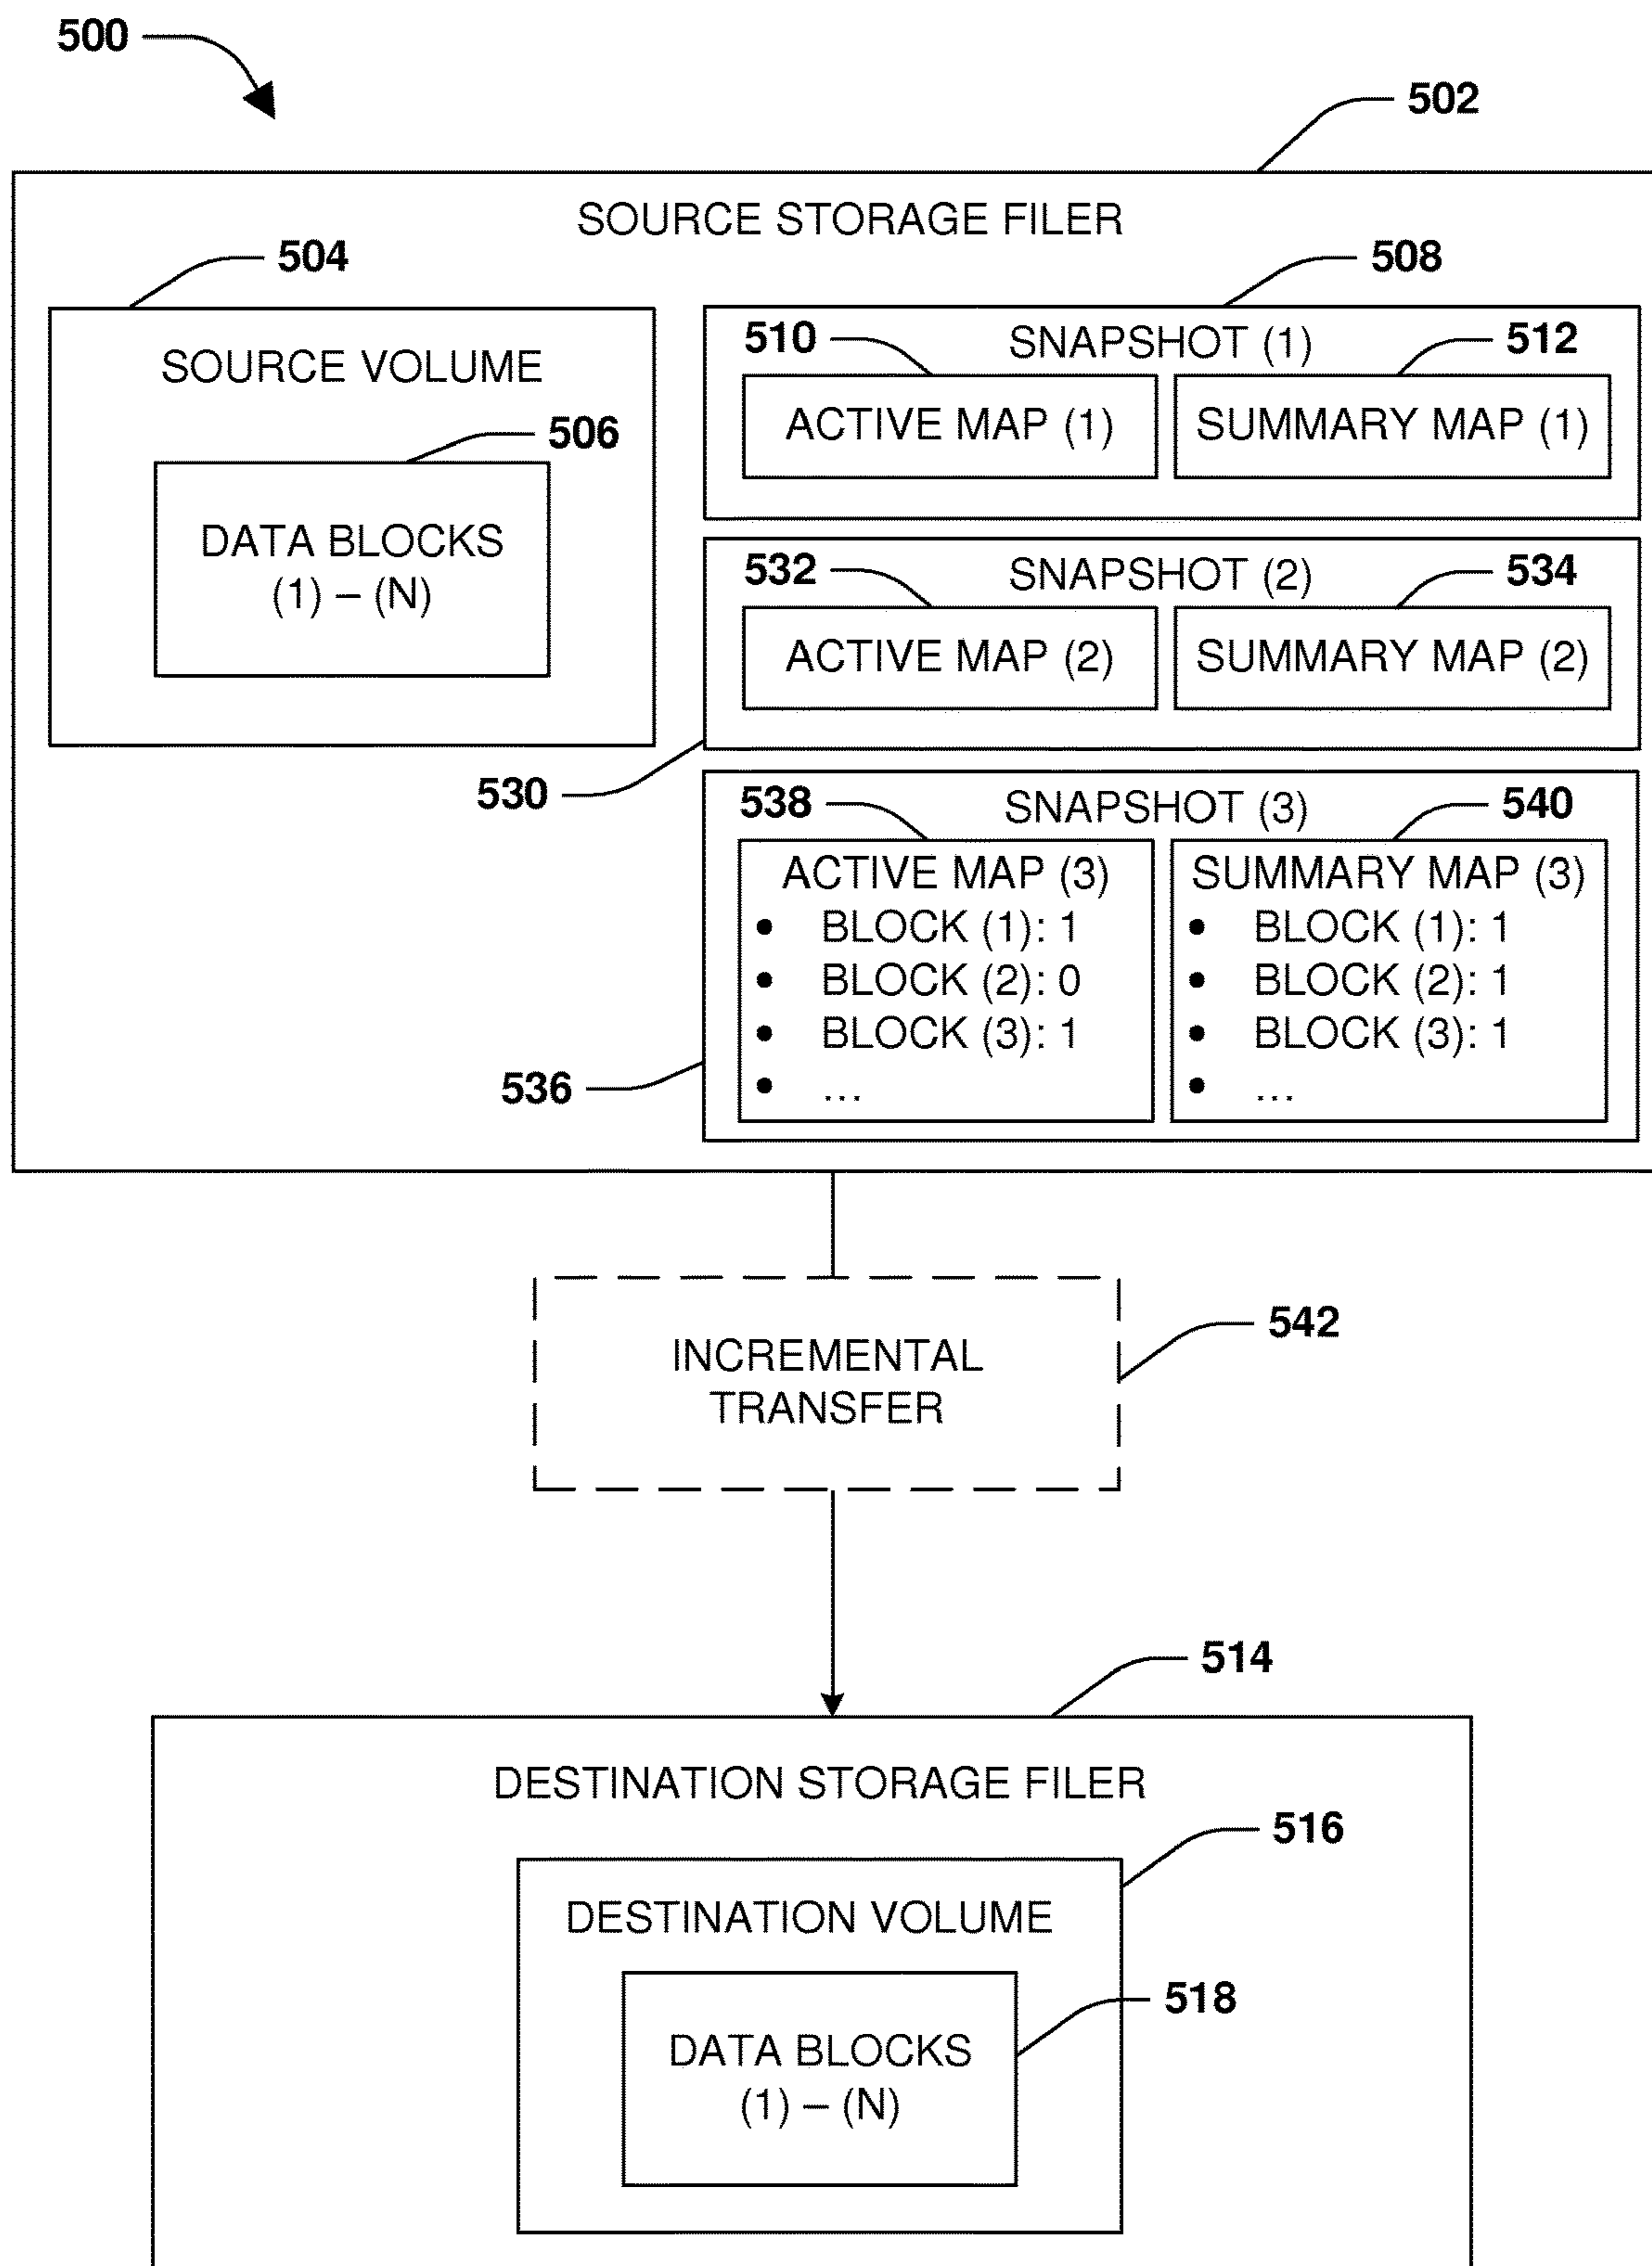 500
502
SOURCE STORAGE FILER
504
508
SOURCE VOLUME
506
DATA BLOCKS
(1) – (N)
510
SNAPSHOT (1)
512
ACTIVE MAP (1)
SUMMARY MAP (1)
532
SNAPSHOT (2)
534
ACTIVE MAP (2)
SUMMARY MAP (2)
530
538
SNAPSHOT (3)
540
ACTIVE MAP (3)
• BLOCK (1): 1
• BLOCK (2): 0
• BLOCK (3): 1
• ...
SUMMARY MAP (3)
• BLOCK (1): 1
• BLOCK (2): 1
• BLOCK (3): 1
• ...
536
INCREMENTAL
TRANSFER
542
514
DESTINATION STORAGE FILER
516
DESTINATION VOLUME
518
DATA BLOCKS
(1) – (N)